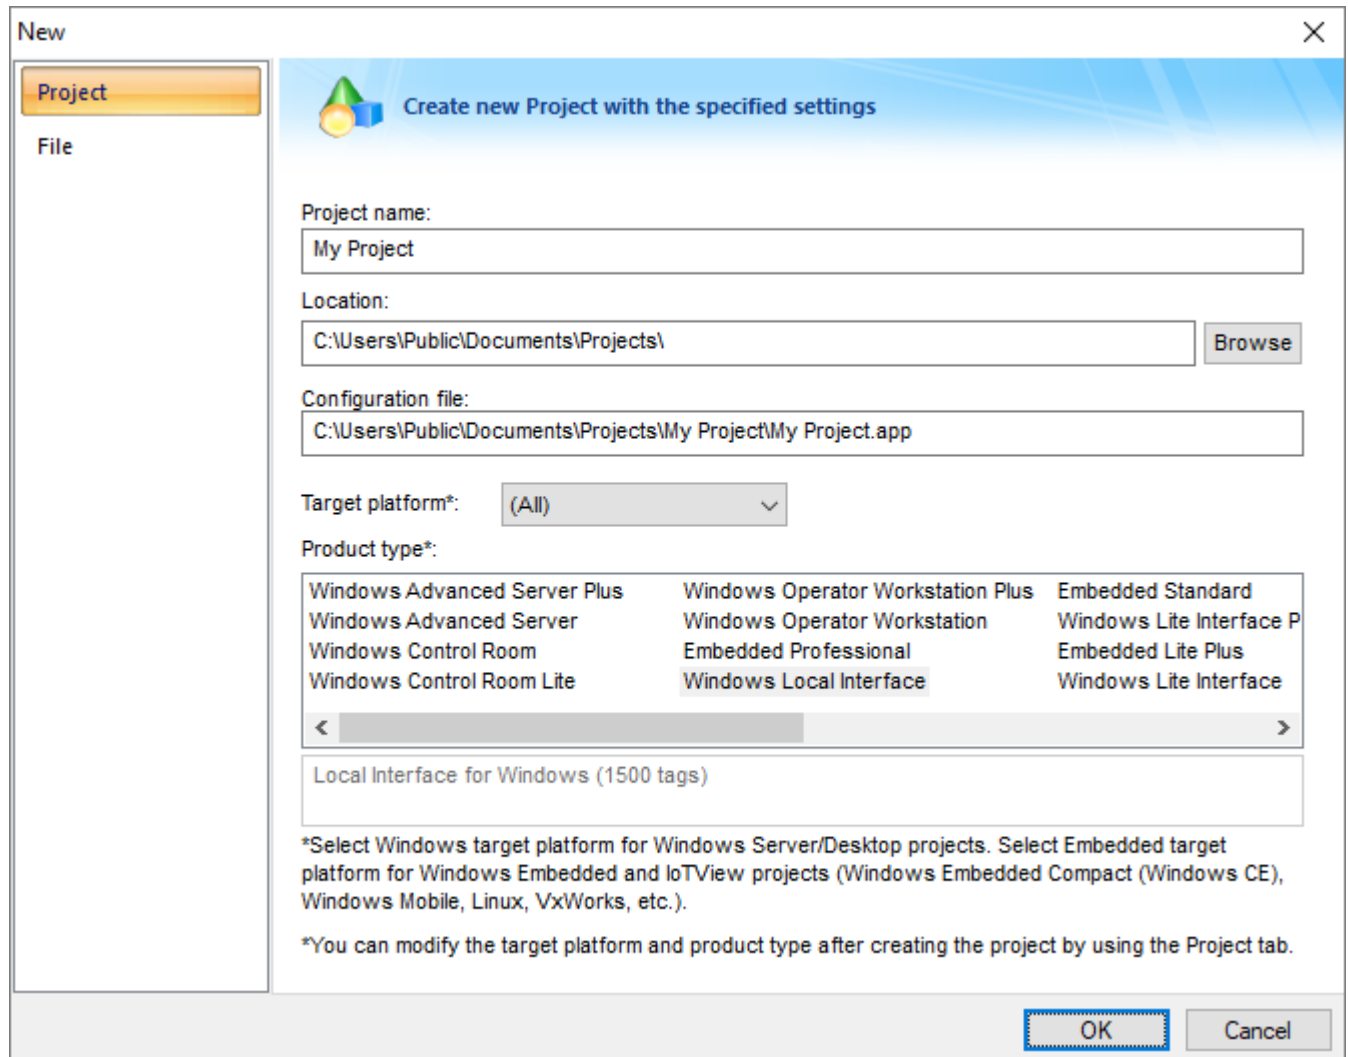 New
Project
File
Create new Project with the specified settings
Project name:
My Project
Location:
C:\Users\Public\Documents\Projects\
Browse
Configuration file:
C:\Users\Public\Documents\Projects\My Project\My Project.app
Target platform*:
(All)
Product type*:
Windows Advanced Server Plus Windows Operator Workstation Plus Embedded Standard
Windows Advanced Server Windows Operator Workstation Windows Lite Interface P
Windows Control Room Embedded Professional Embedded Lite Plus
Windows Control Room Lite Windows Local Interface Windows Lite Interface
Local Interface for Windows (1500 tags)
*Select Windows target platform for Windows Server/Desktop projects. Select Embedded target
platform for Windows Embedded and IoTView projects (Windows Embedded Compact (Windows CE),
Windows Mobile, Linux, VxWorks, etc.).
*You can modify the target platform and product type after creating the project by using the Project tab.
OK
Cancel